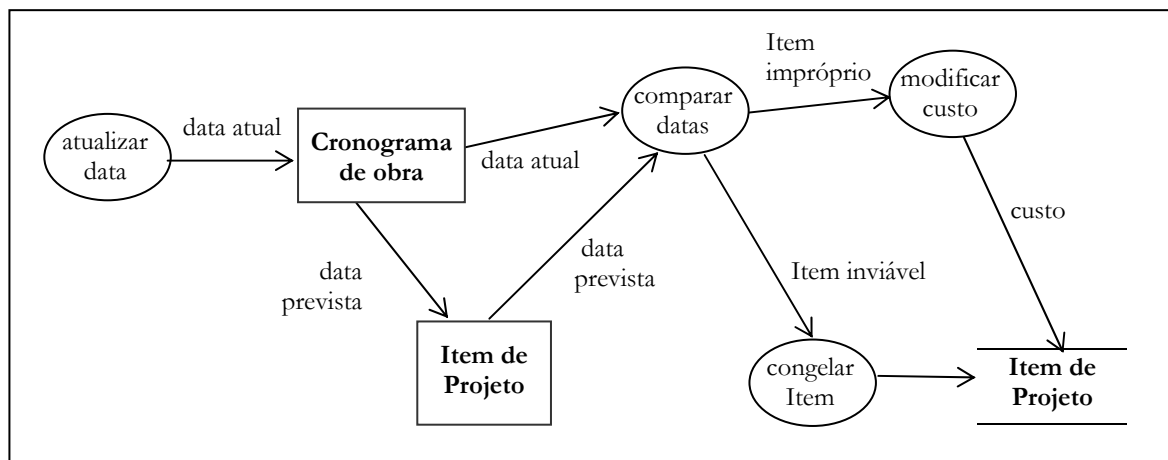 Item
impróprio
modificar
custo
comparar
datas
atualizar
data
data atual
Cronograma
de obra
data atual
custo
data
prevista
data
prevista
Item inviável
Item de
Projeto
congelar
Item
Item de
Projeto